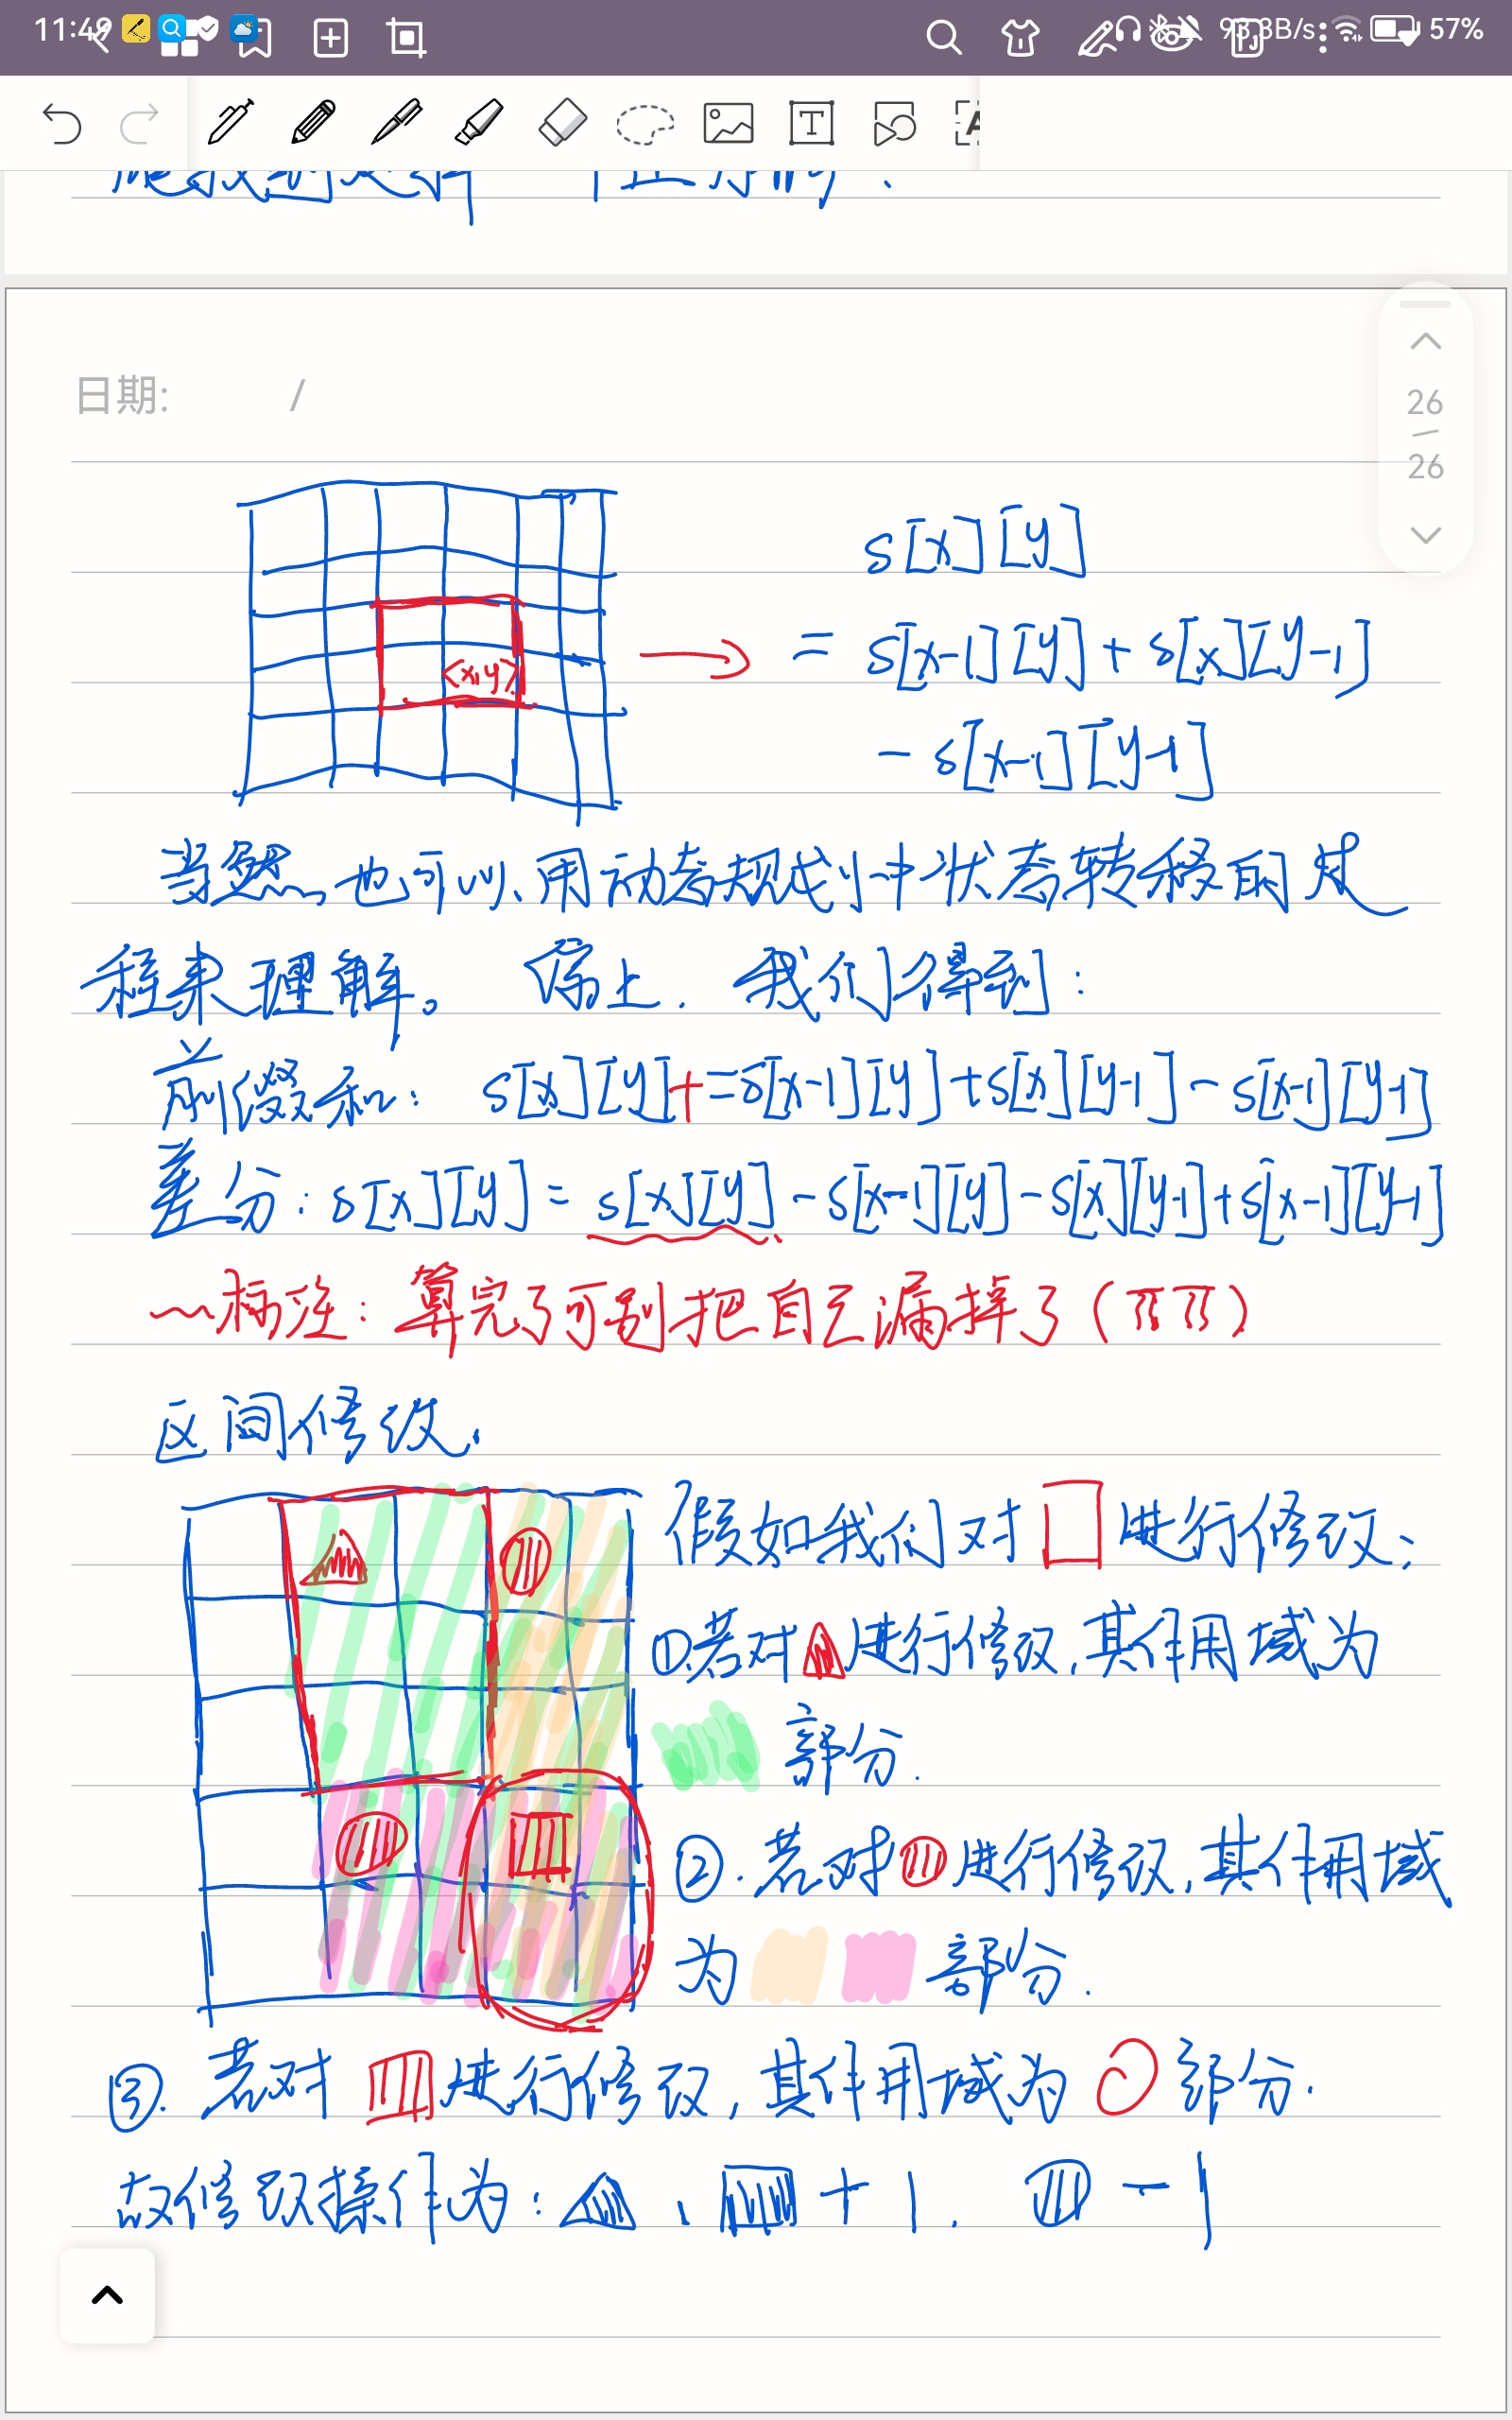 11:49
93.3B/s
57%
日期: /
26
26
<x,y>
s[x][y]
= s[x-1][y]+s[x][y-1]
- s[x-1][y-1]
当然,也可以用动态规划中状态转移的过
程来理解。 综上,我们得到:
前缀和: s[x][y]+=s[x-1][y]+s[x][y-1]-s[x-1][y-1]
差分: s[x][y]=s[x][y]-s[x-1][y]-s[x][y-1]+s[x-1][y-1]
标注:算完了可别把自己漏掉了(ππ)
区间修改.
假如我们对 进行修改:
①若对 进行修改,其作用域为
部分.
②.若对 进行修改,其作用域
为 部分.
③.若对 进行修改,其作用域为 部分.
故修改操作为: 、 +1, -1